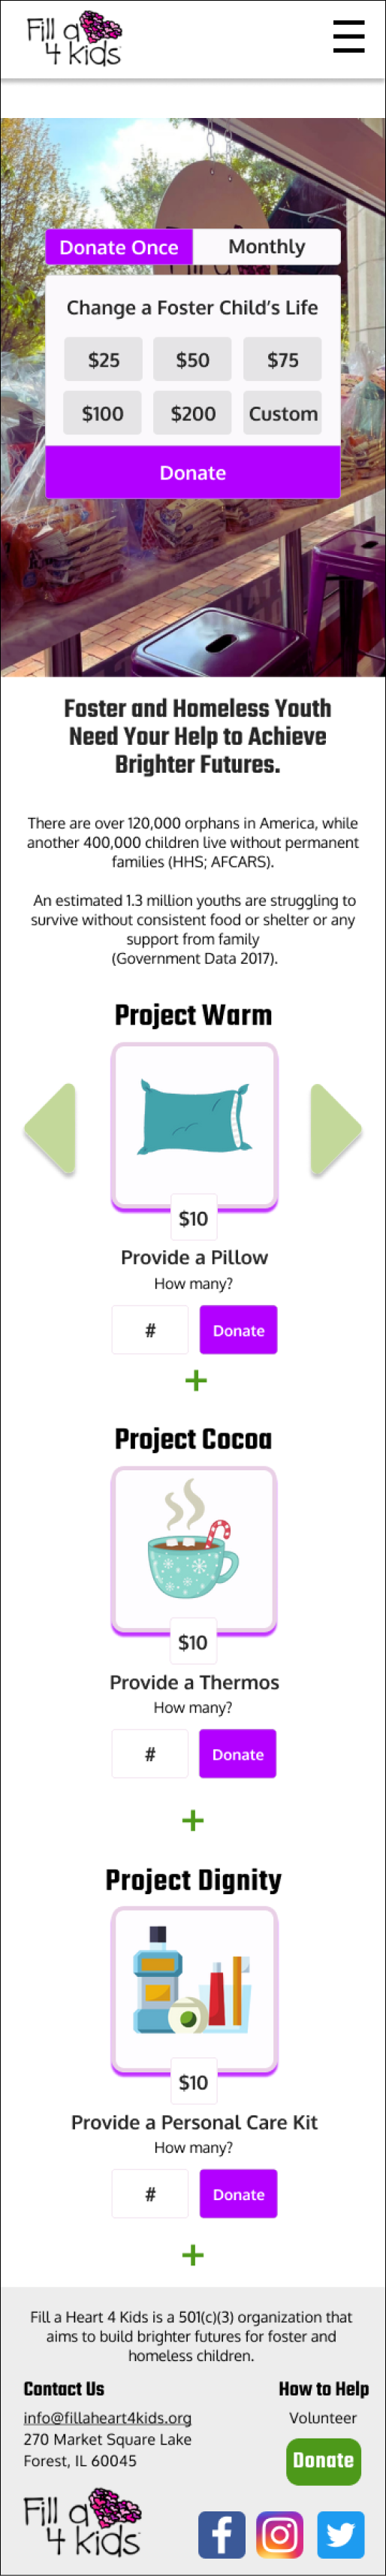 Fill a
4 kids
Donate Once
Monthly
Change a Foster Child's Life
$25
$50
$75
$100
$200
Custom
Donate
Foster and Homeless Youth
Need Your Help to Achieve
Brighter Futures.
There are over 120,000 orphans in America, while
another 400,000 children live without permanent
families (HHS; AFCARS).
An estimated 1.3 million youths are struggling to
survive without consistent food or shelter or any
support from family
(Government Data 2017).
Project Warm
$10
Provide a Pillow
How many?
#
Donate
+
Project Cocoa
$10
Provide a Thermos
How many?
#
Donate
+
Project Dignity
$10
Provide a Personal Care Kit
How many?
#
Donate
+
Fill a Heart 4 Kids is a 501(c)(3) organization that
aims to build brighter futures for foster and
homeless children.
Contact Us
info@fillaheart4kids.org
270 Market Square Lake
Forest, IL 60045
How to Help
Volunteer
Donate
Fill a
4 kids